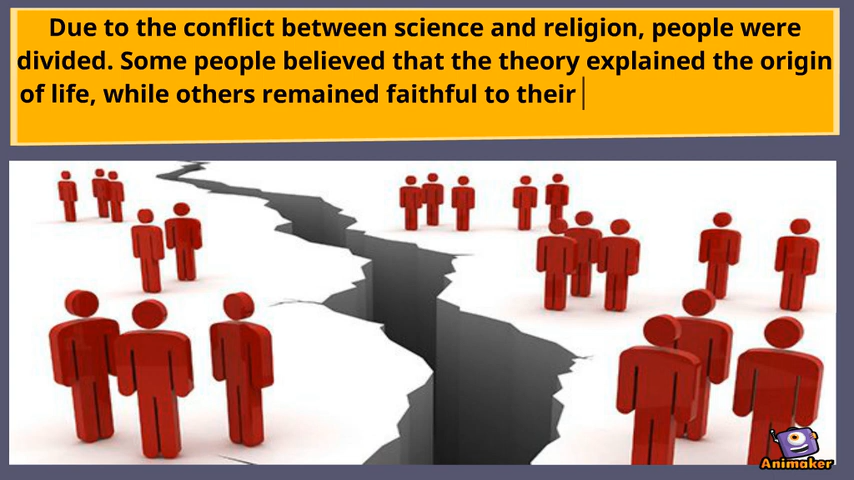 Due to the conflict between science and religion, people were
divided. Some people believed that the theory explained the origin
of life, while others remained faithful to their
Animaker